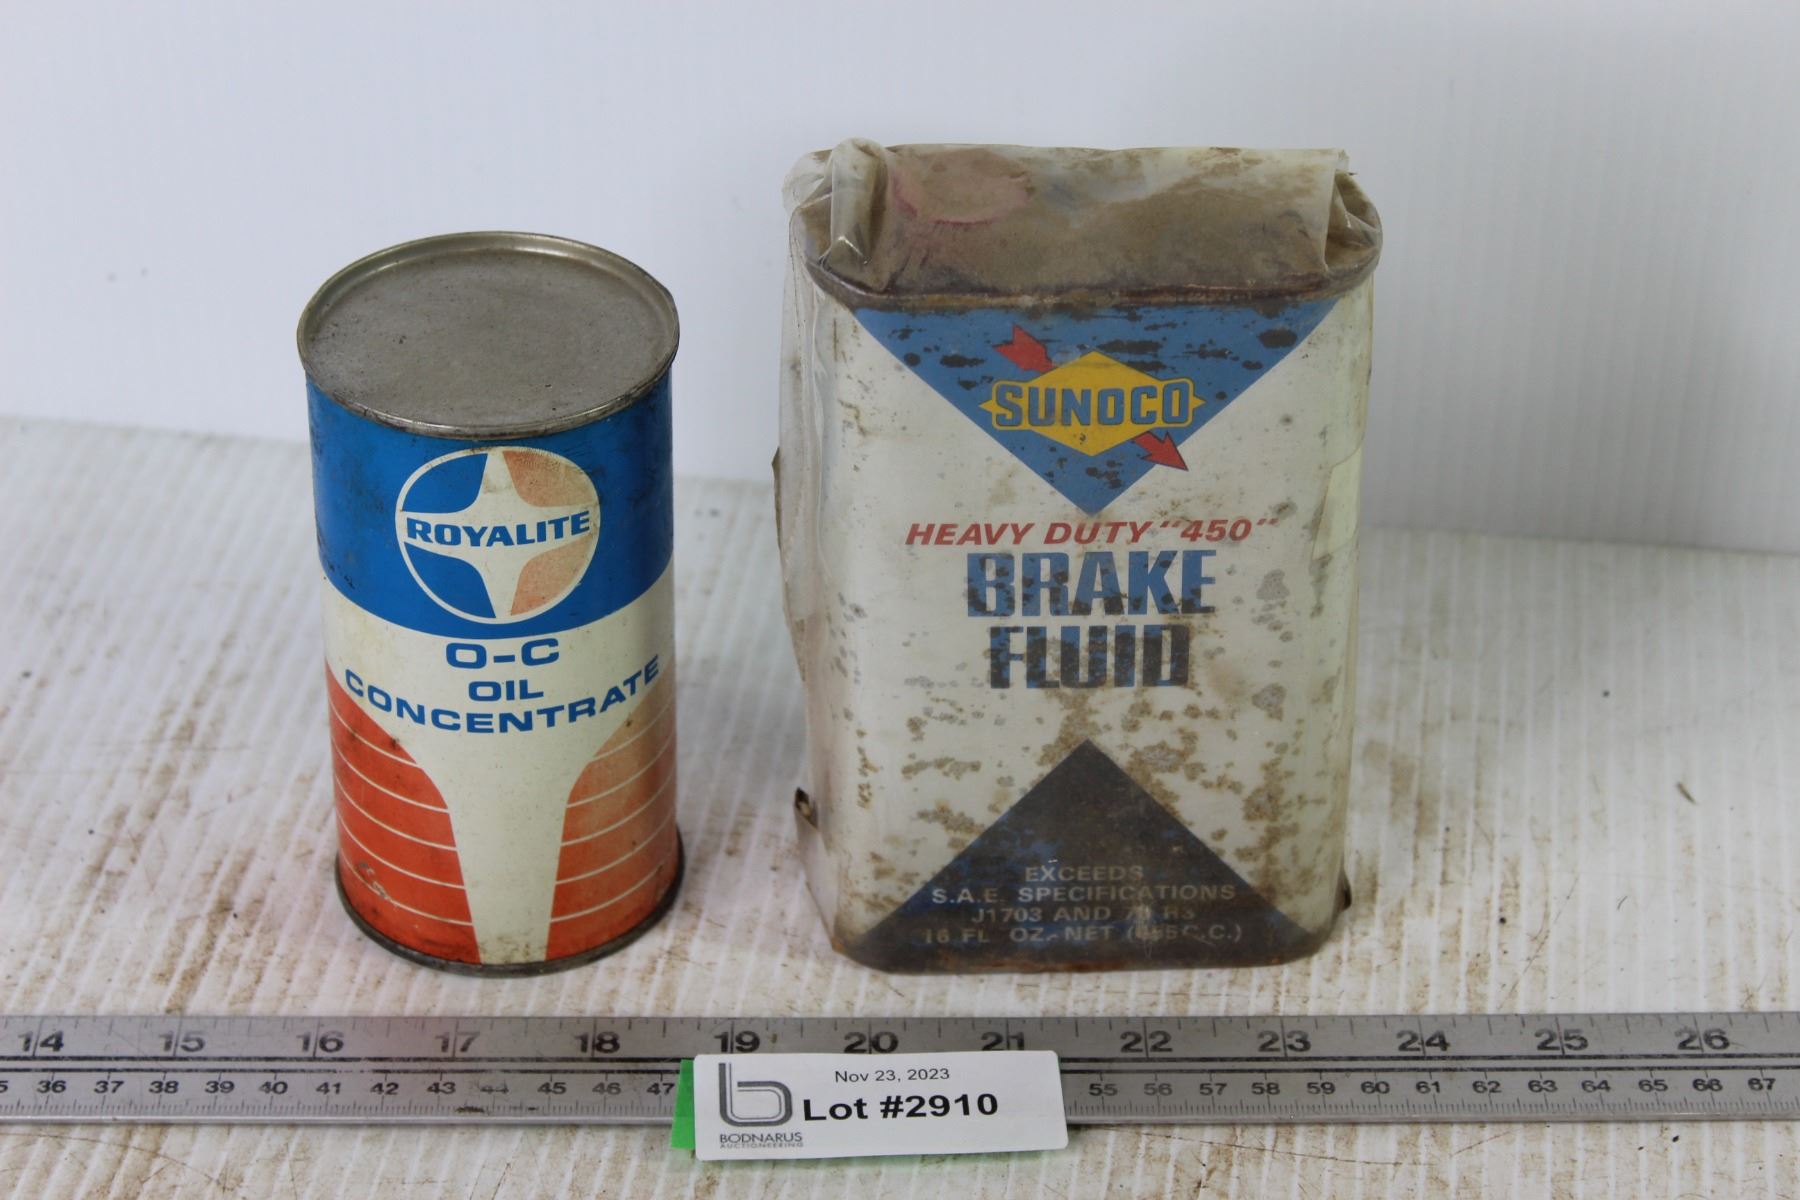 ROYALITE
O-C
OIL
CONCENTRATE
SUNOCO
HEAVY DUTY "450"
BRAKE
FLUID
EXCEEDS
S.A.E. SPECIFICATIONS
J1703 AND 70 R3
16 FL OZ. NET ( C.C.)
14 15 16 17 18 19 20 21 22 23 24 25 26
36 37 38 39 40 41 42 43 44 45 46 47 55 56 57 58 59 60 61 62 63 64 65 66 67
Nov 23, 2023
Lot #2910
BODNARUS
AUCTIONEERING